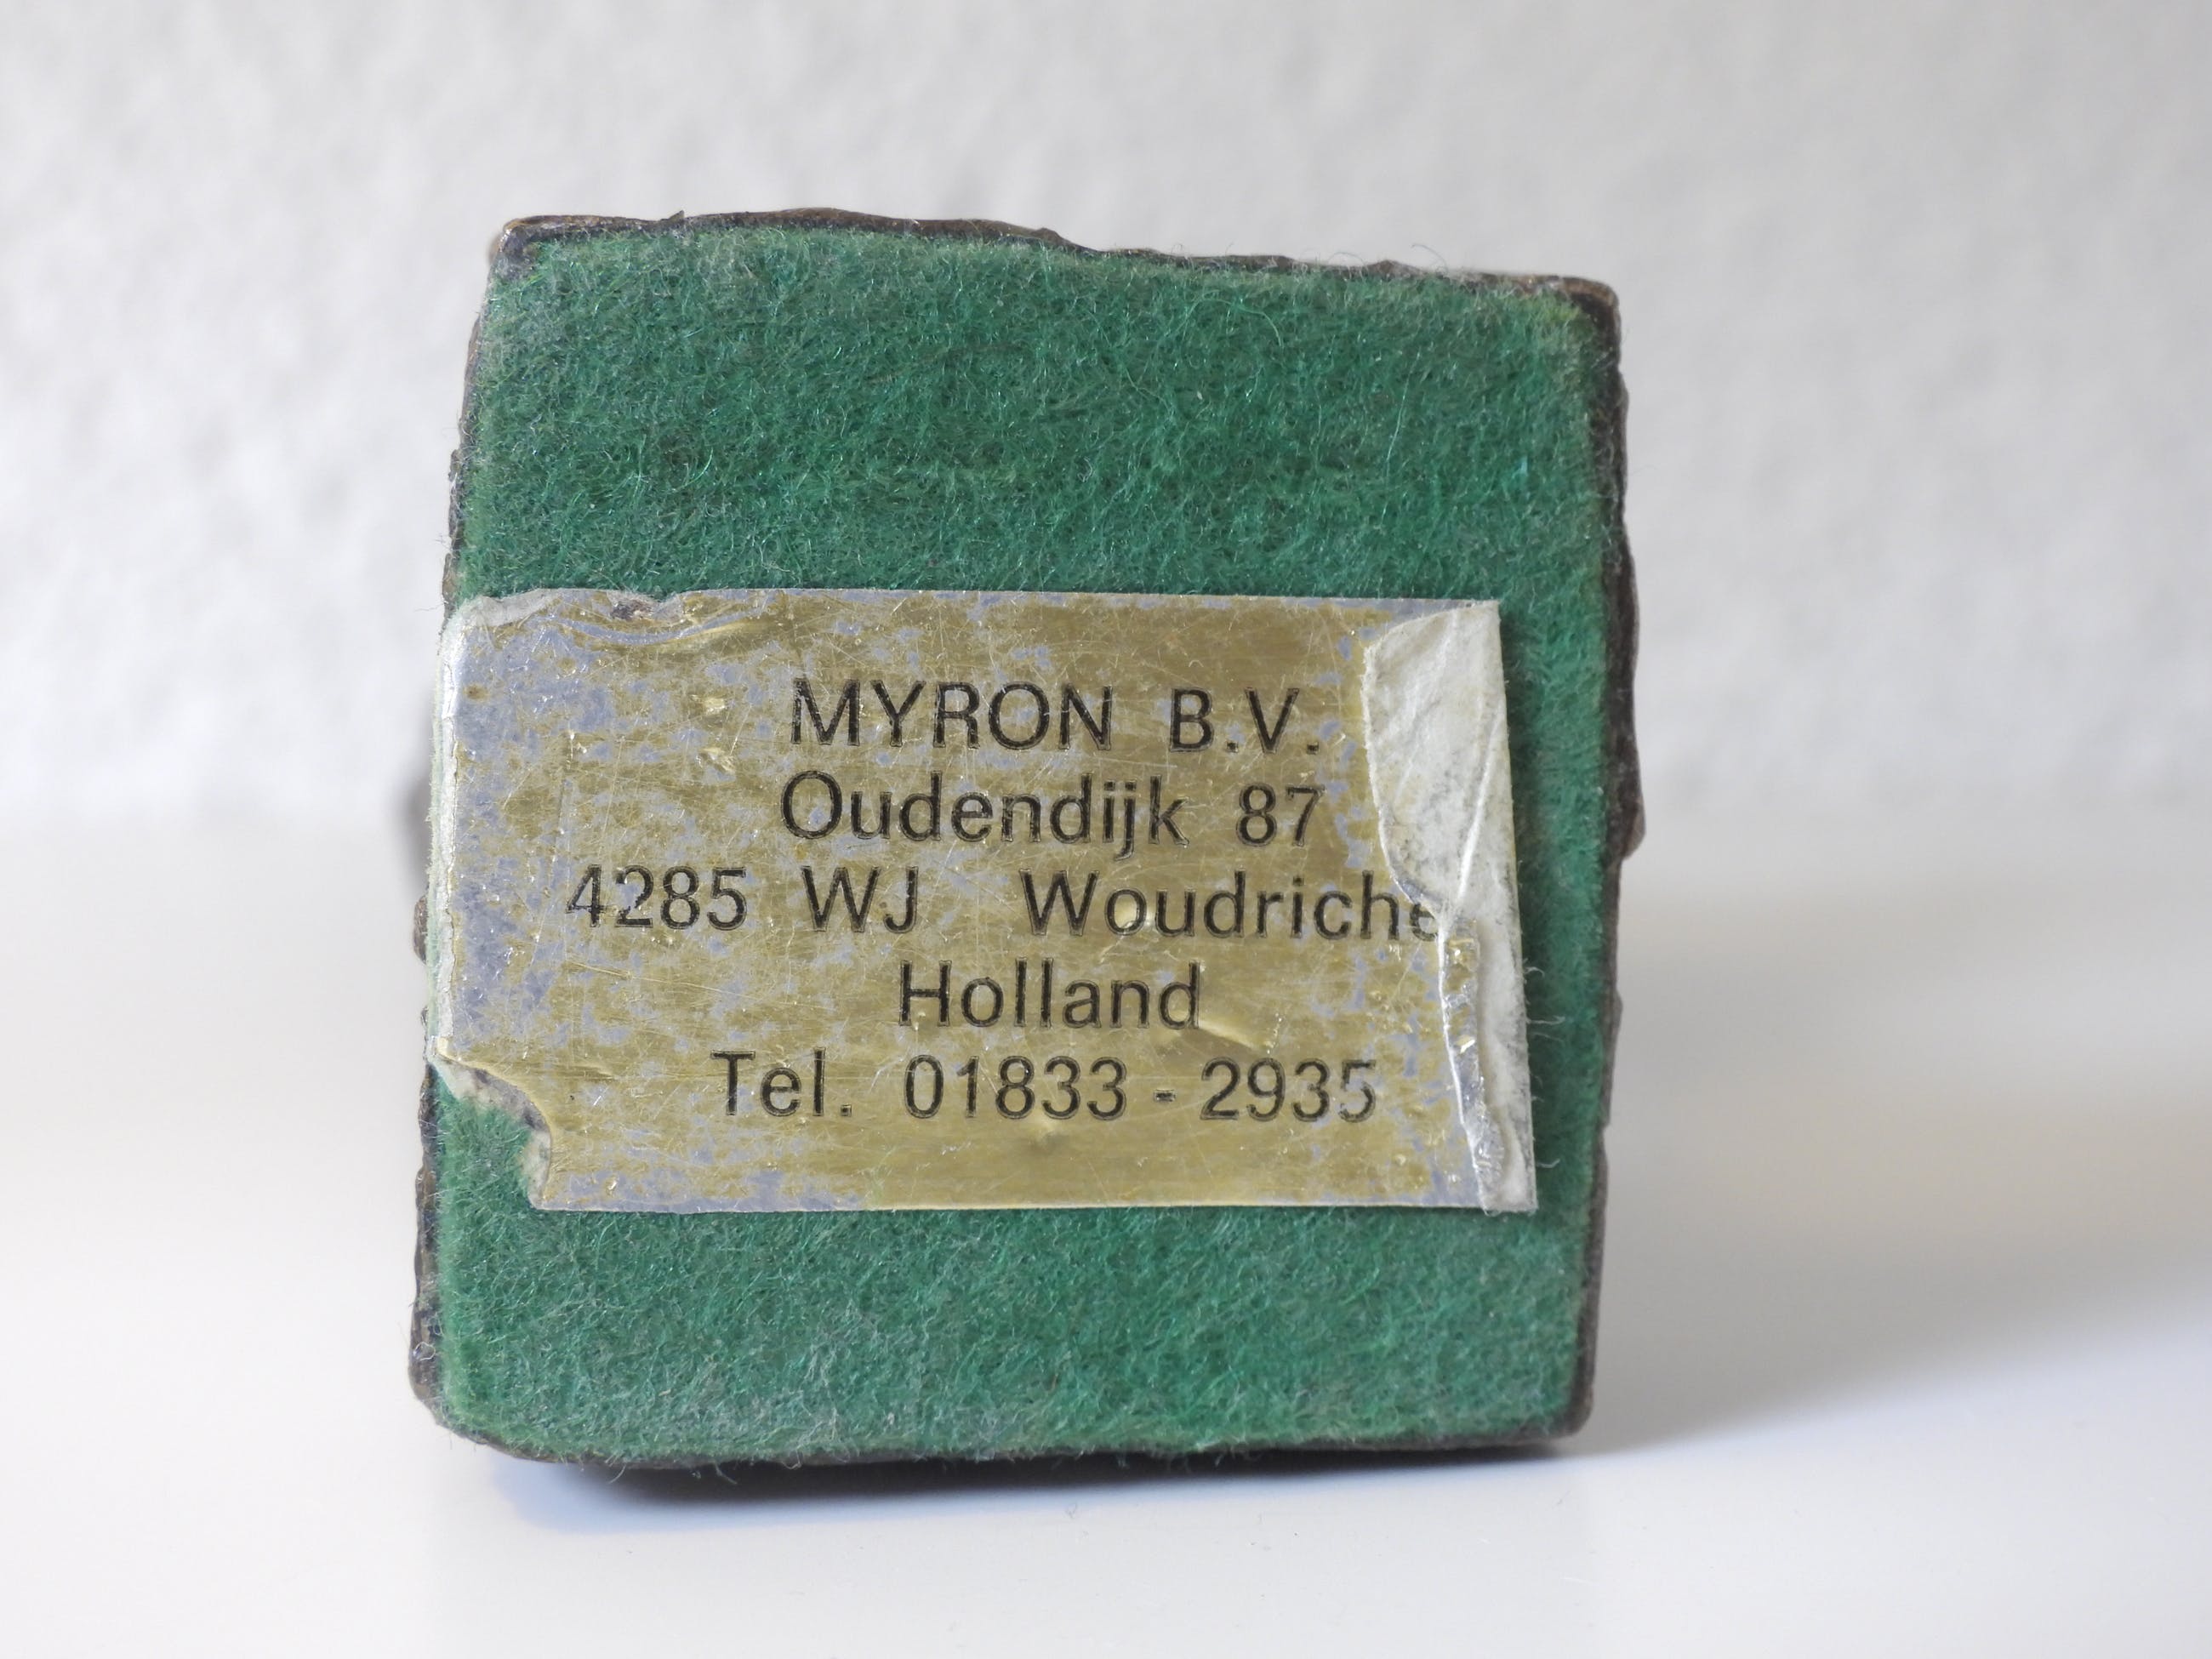 MYRON B.V.
Oudendijk 87
4285 WJ Woudriche
Holland
Tel. 01833 - 2935